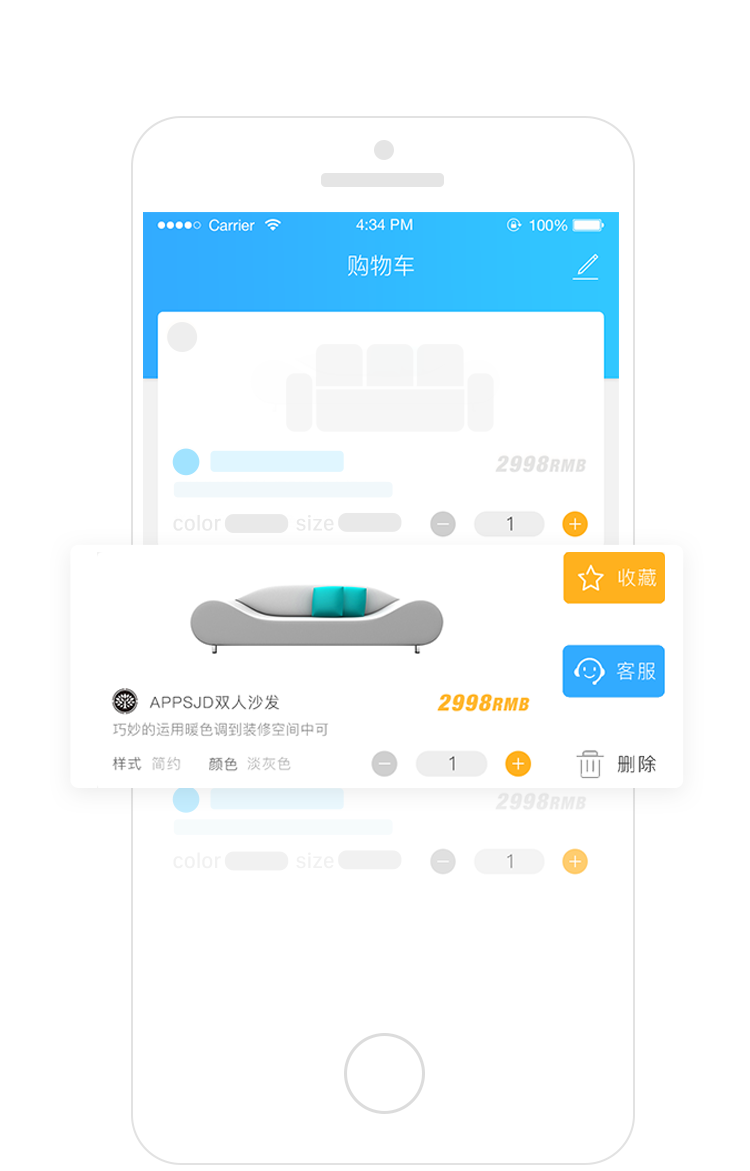 Carrier 4:34 PM 100%
购物车
2998RMB
color size 1
收藏
客服
APPSJD双人沙发 2998RMB
巧妙的运用暖色调到装修空间中可
样式 简约 颜色 淡灰色 1 删除
2998RMB
color size 1